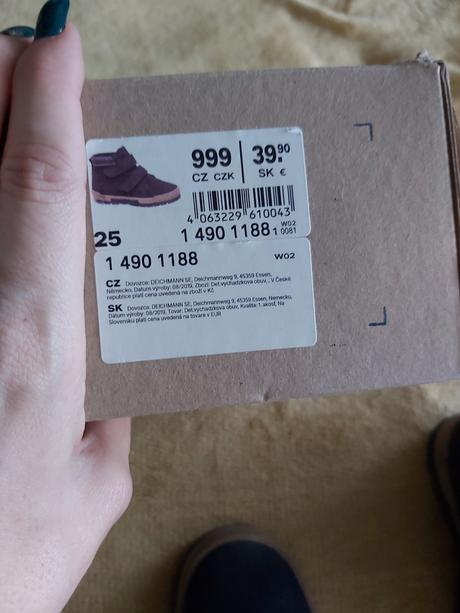 999 39.90
CZ CZK SK €
4 063229 610043
25 1 490 1188 1 W02 0081
1 490 1188 W02
CZ Dovozca: DEICHMANN SE, Deichmannweg 9, 45359 Essen,
Německo, Datum výroby: 08/2019, Zboží: Det.vychadzkova obuv, , V České
republice platí cena uvedená na zboží v Kč
SK Dovozca: DEICHMANN SE, Deichmannweg 9, 45359 Essen, Nemecko,
Dátum výroby: 08/2019, Tovar: Det.vychadzkova obuv, Kvalita: 1. akosť, Na
Slovensku platí cena uvedená na tovare v EUR